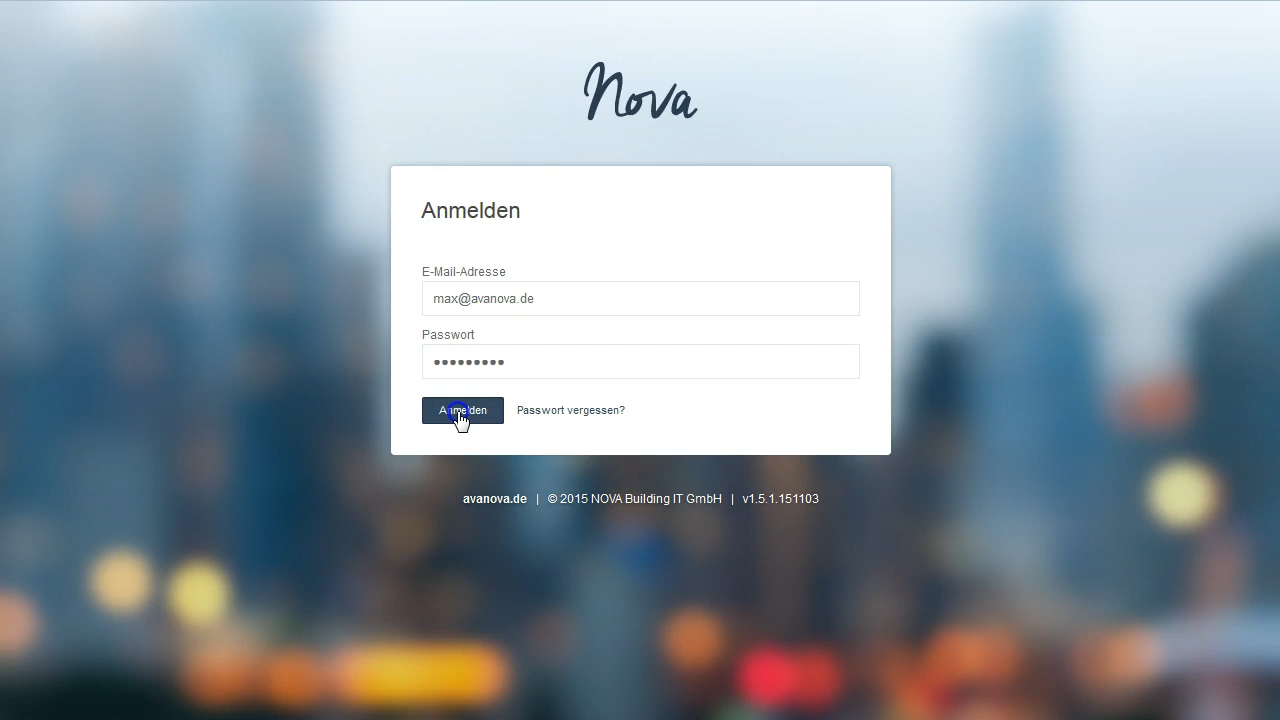 Nova
Anmelden
E-Mail-Adresse
max@avanova.de
Passwort
•••••••••
Anmelden Passwort vergessen?
avanova.de | © 2015 NOVA Building IT GmbH | v1.5.1.151103